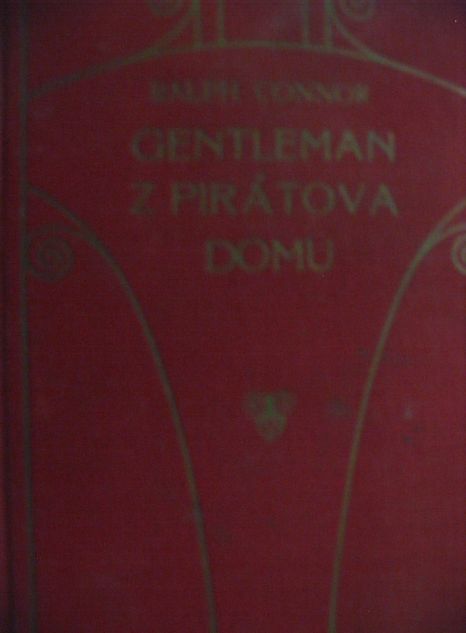 RALPH CONNOR
GENTLEMAN
Z PIRÁTOVA
DOMU